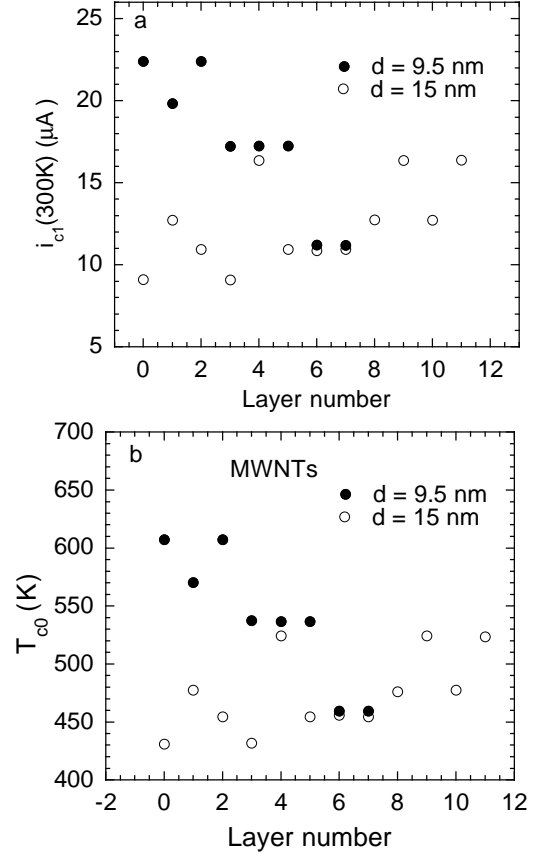 a
25
20
15
10
5
i_c1(300K) (μA)
d = 9.5 nm
d = 15 nm
0 2 4 6 8 10 12
Layer number
b
MWNTs
700
650
600
550
500
450
400
T_c0 (K)
d = 9.5 nm
d = 15 nm
-2 0 2 4 6 8 10 12
Layer number